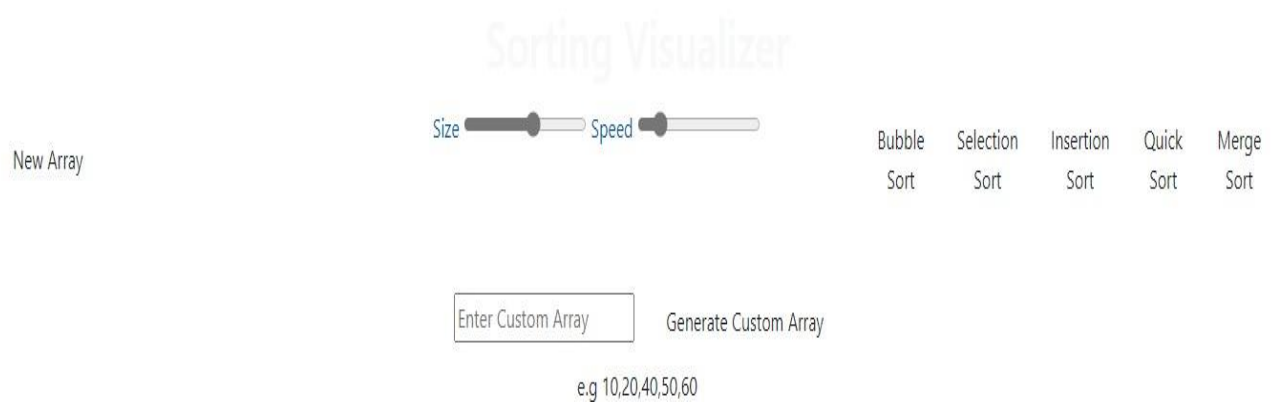 Sorting Visualizer
Size Speed
New Array
Bubble Sort
Selection Sort
Insertion Sort
Quick Sort
Merge Sort
Enter Custom Array
Generate Custom Array
e.g 10,20,40,50,60